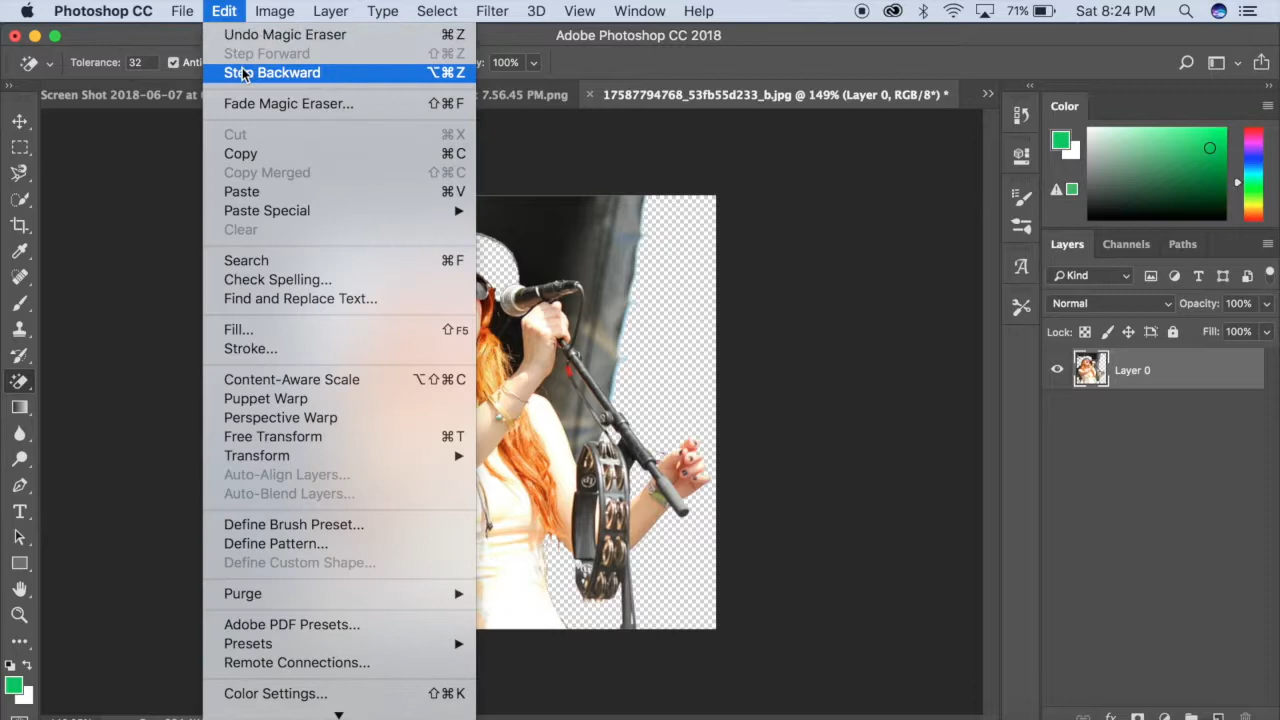 Photoshop CC File Edit Image Layer Type Select Filter 3D View Window Help 71% Sat 8:24 PM
Adobe Photoshop CC 2018
Tolerance: 32 Anti 100%
Screen Shot 2018-06-07 at 7.56.45 PM.png × 17587794768_53fb55d233_b.jpg @ 149% (Layer 0, RGB/8*) *
Undo Magic Eraser ⌘Z
Step Forward ⇧⌘Z
Step Backward ⌥⌘Z
Fade Magic Eraser... ⇧⌘F
Cut ⌘X
Copy ⌘C
Copy Merged ⇧⌘C
Paste ⌘V
Paste Special
Clear
Search ⌘F
Check Spelling...
Find and Replace Text...
Fill... ⇧F5
Stroke...
Content-Aware Scale ⌥⇧⌘C
Puppet Warp
Perspective Warp
Free Transform ⌘T
Transform
Auto-Align Layers...
Auto-Blend Layers...
Define Brush Preset...
Define Pattern...
Define Custom Shape...
Purge
Adobe PDF Presets...
Presets
Remote Connections...
Color Settings... ⇧⌘K
Color
Layers Channels Paths
Kind
Normal Opacity: 100%
Lock: Fill: 100%
Layer 0